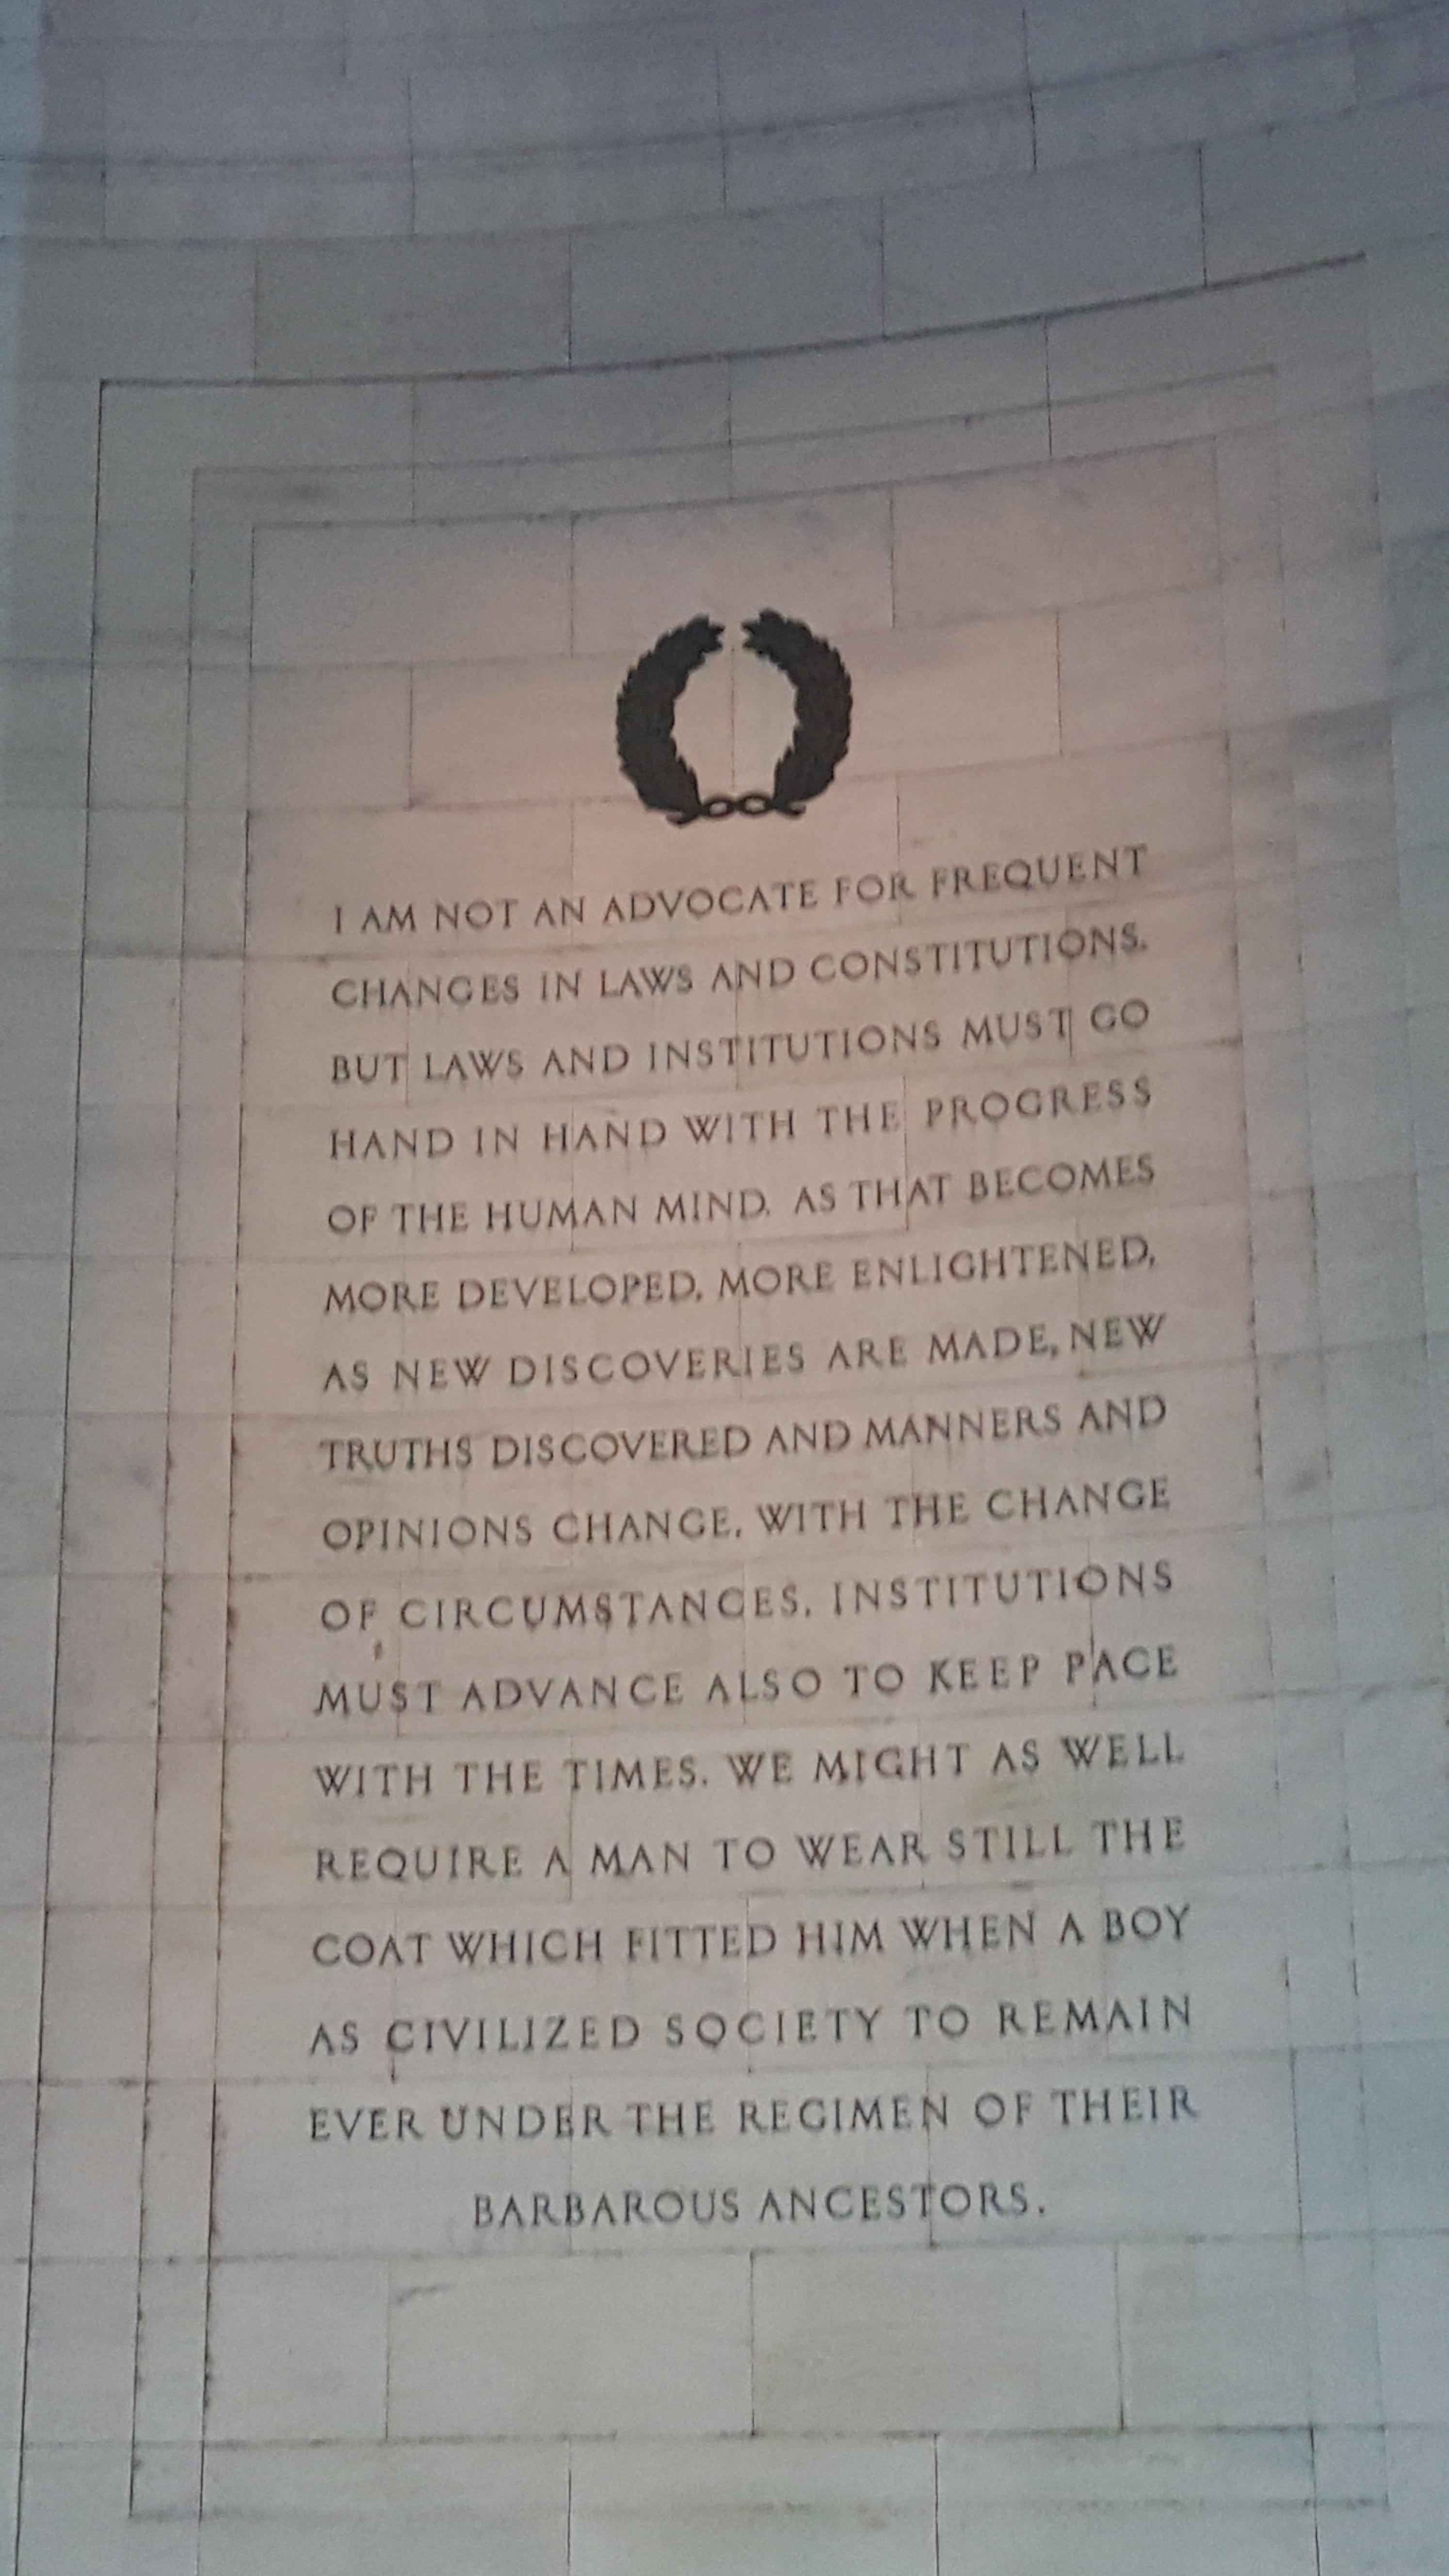 I AM NOT AN ADVOCATE FOR FREQUENT
CHANGES IN LAWS AND CONSTITUTIONS.
BUT LAWS AND INSTITUTIONS MUST GO
HAND IN HAND WITH THE PROGRESS
OF THE HUMAN MIND. AS THAT BECOMES
MORE DEVELOPED, MORE ENLIGHTENED,
AS NEW DISCOVERIES ARE MADE, NEW
TRUTHS DISCOVERED AND MANNERS AND
OPINIONS CHANGE, WITH THE CHANGE
OF CIRCUMSTANCES, INSTITUTIONS
MUST ADVANCE ALSO TO KEEP PACE
WITH THE TIMES. WE MIGHT AS WELL
REQUIRE A MAN TO WEAR STILL THE
COAT WHICH FITTED HIM WHEN A BOY
AS CIVILIZED SOCIETY TO REMAIN
EVER UNDER THE REGIMEN OF THEIR
BARBAROUS ANCESTORS.